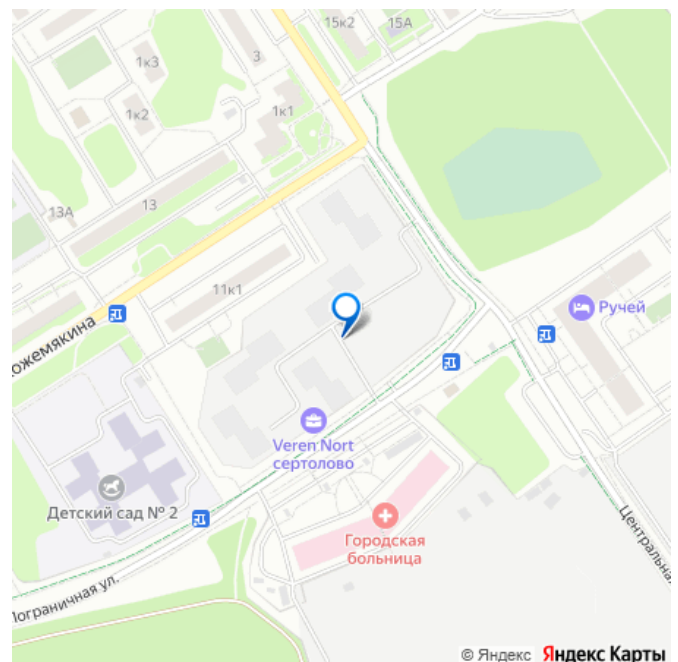 15к2
15А
1к3
3
1к2
1к1
13А
13
11к1
ожемякина
Ручей
Veren Nort
сертолово
Детский сад № 2
Городская
больница
Центральна
Пограничная ул.
© Яндекс Яндекс Карты